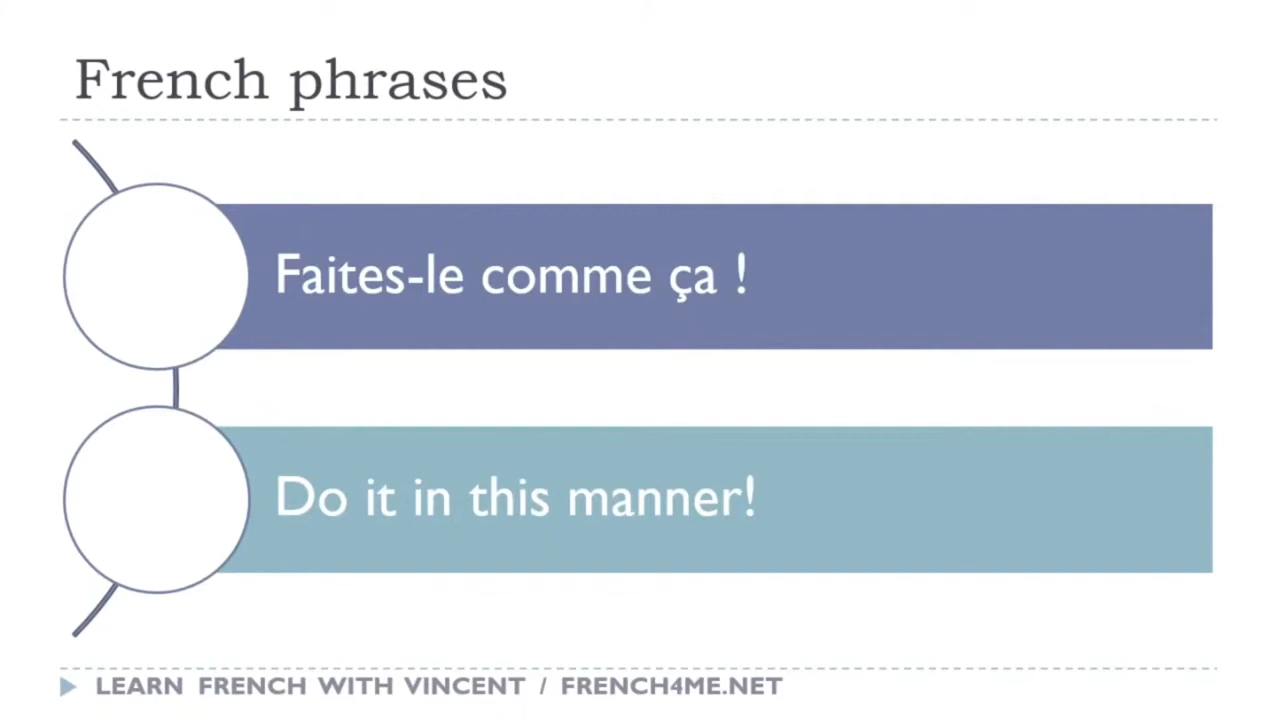 French phrases
Faites-le comme ça !
Do it in this manner!
LEARN FRENCH WITH VINCENT / FRENCH4ME.NET